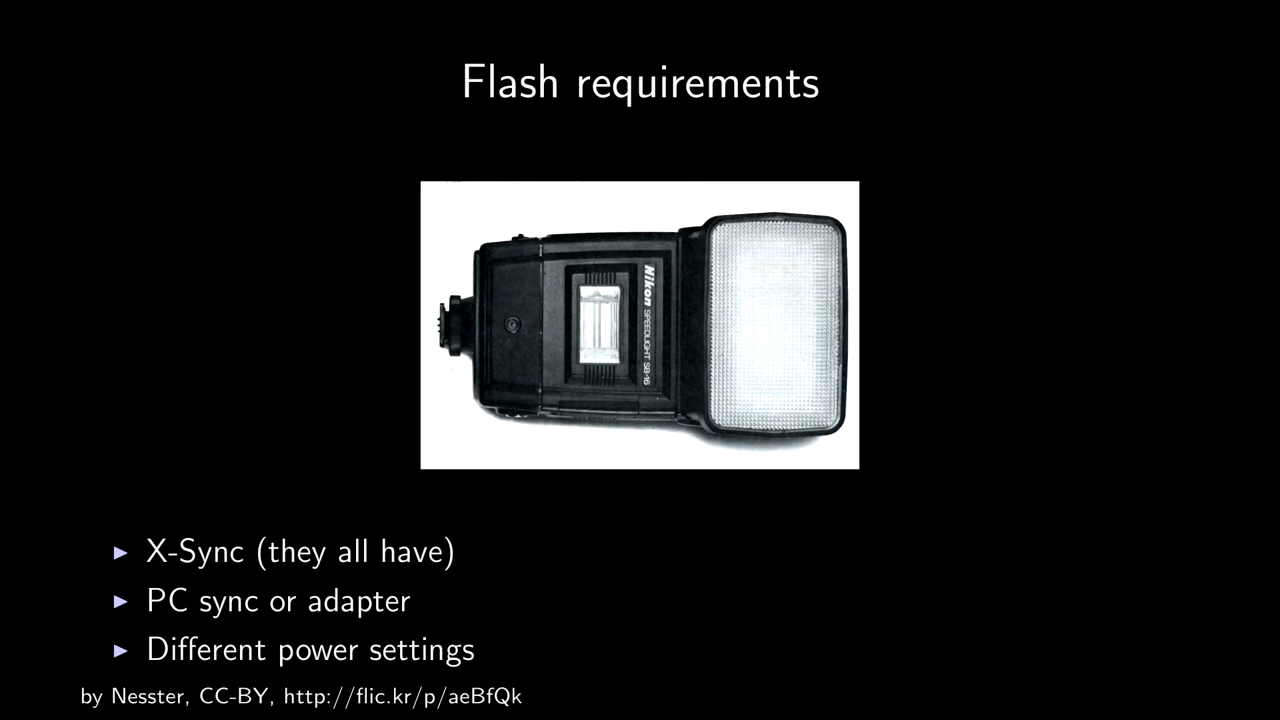 Flash requirements
Nikon SPEEDLIGHT SB-16
X-Sync (they all have)
PC sync or adapter
Different power settings
by Nesster, CC-BY, http://flic.kr/p/aeBfQk